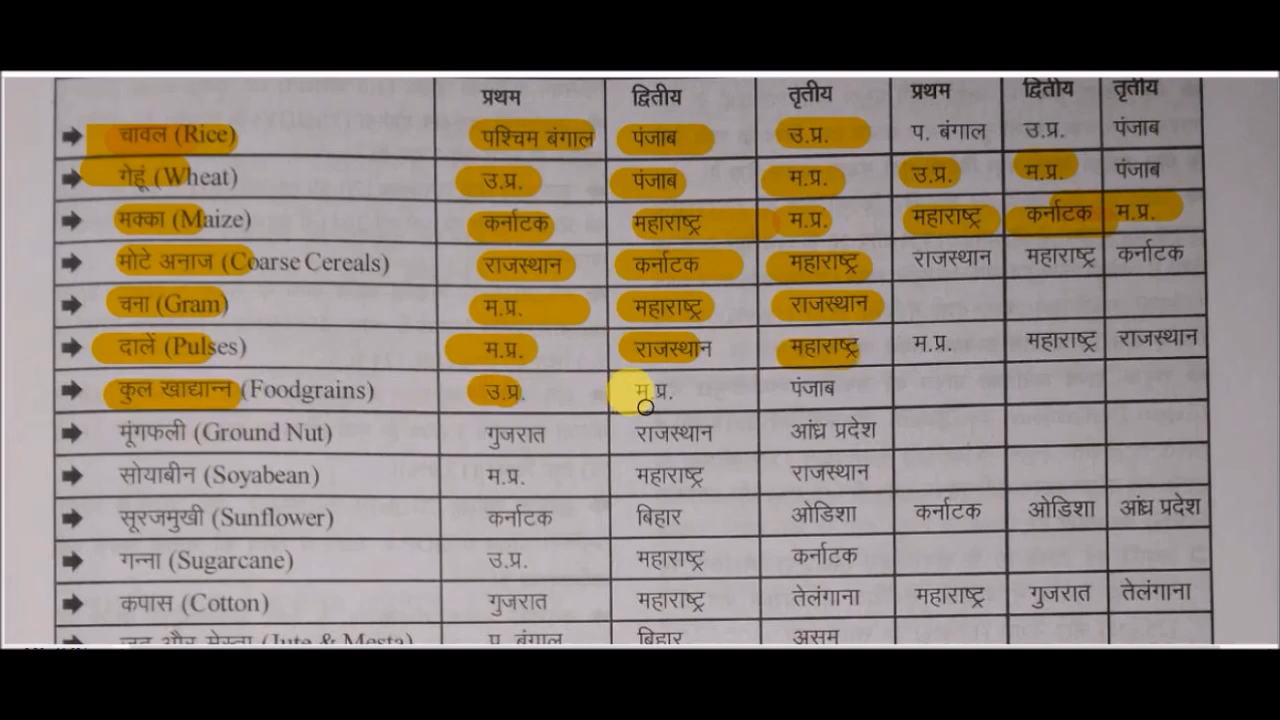 प्रथम द्वितीय तृतीय प्रथम द्वितीय तृतीय
चावल (Rice) पश्चिम बंगाल पंजाब उ.प्र. प. बंगाल उ.प्र. पंजाब
गेहूं (Wheat) उ.प्र. पंजाब म.प्र. उ.प्र. म.प्र. पंजाब
मक्का (Maize) कर्नाटक महाराष्ट्र म.प्र. महाराष्ट्र कर्नाटक म.प्र.
मोटे अनाज (Coarse Cereals) राजस्थान कर्नाटक महाराष्ट्र राजस्थान महाराष्ट्र कर्नाटक
चना (Gram) म.प्र. महाराष्ट्र राजस्थान
दालें (Pulses) म.प्र. राजस्थान महाराष्ट्र म.प्र. महाराष्ट्र राजस्थान
कुल खाद्यान्न (Foodgrains) उ.प्र. म.प्र. पंजाब
मूंगफली (Ground Nut) गुजरात राजस्थान आंध्र प्रदेश
सोयाबीन (Soyabean) म.प्र. महाराष्ट्र राजस्थान
सूरजमुखी (Sunflower) कर्नाटक बिहार ओडिशा कर्नाटक ओडिशा आंध्र प्रदेश
गन्ना (Sugarcane) उ.प्र. महाराष्ट्र कर्नाटक
कपास (Cotton) गुजरात महाराष्ट्र तेलंगाना महाराष्ट्र गुजरात तेलंगाना
जूट और मेस्ता (Jute & Mesta) प. बंगाल बिहार असम